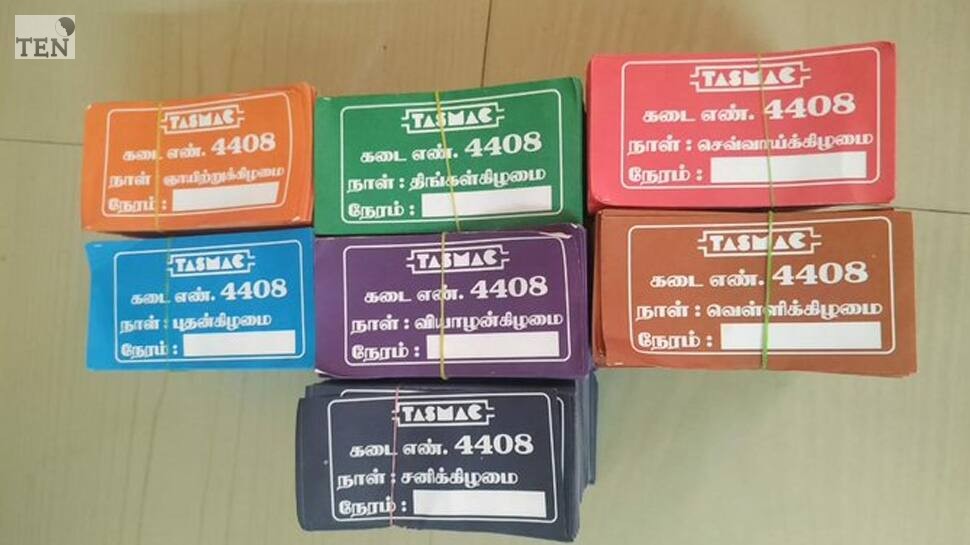 TEN
TASMAC
கடை எண். 4408
நாள் : ஞாயிற்றுக்கிழமை
நேரம் :
TASMAC
கடை எண். 4408
நாள் : திங்கள்கிழமை
நேரம் :
TASMAC
கடை எண். 4408
நாள் : செவ்வாய்க்கிழமை
நேரம் :
TASMAC
கடை எண். 4408
நாள் : புதன்கிழமை
நேரம் :
TASMAC
கடை எண். 4408
நாள் : வியாழன்கிழமை
நேரம் :
TASMAC
கடை எண். 4408
நாள் : வெள்ளிக்கிழமை
நேரம் :
TASMAC
கடை எண். 4408
நாள் : சனிக்கிழமை
நேரம் :